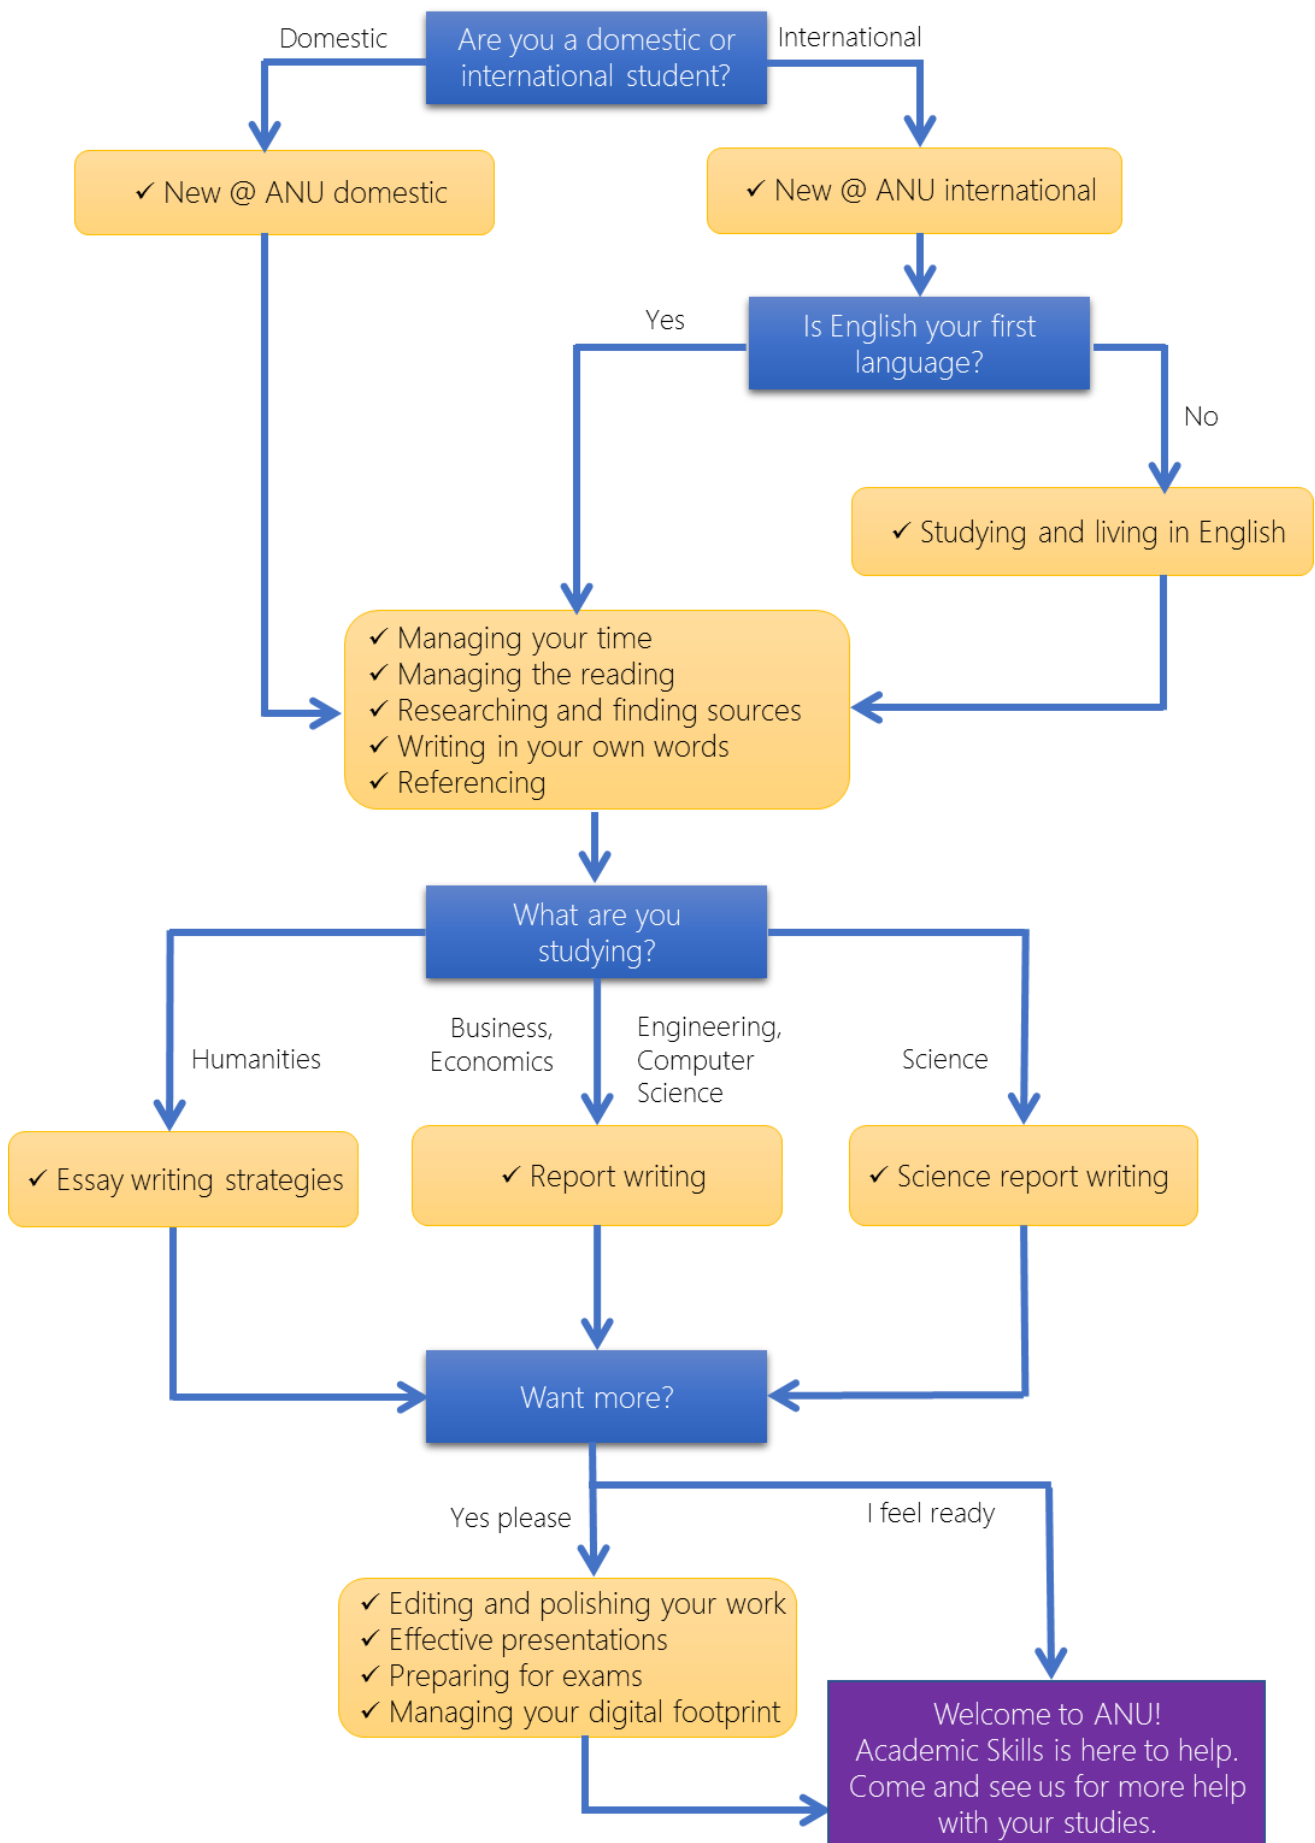 Are you a domestic or
international student?
Domestic
International
✓ New @ ANU domestic
✓ New @ ANU international
Is English your first
language?
Yes
No
✓ Studying and living in English
✓ Managing your time
✓ Managing the reading
✓ Researching and finding sources
✓ Writing in your own words
✓ Referencing
What are you
studying?
Humanities
Business,
Economics
Engineering,
Computer
Science
Science
✓ Essay writing strategies
✓ Report writing
✓ Science report writing
Want more?
Yes please
I feel ready
✓ Editing and polishing your work
✓ Effective presentations
✓ Preparing for exams
✓ Managing your digital footprint
Welcome to ANU!
Academic Skills is here to help.
Come and see us for more help
with your studies.